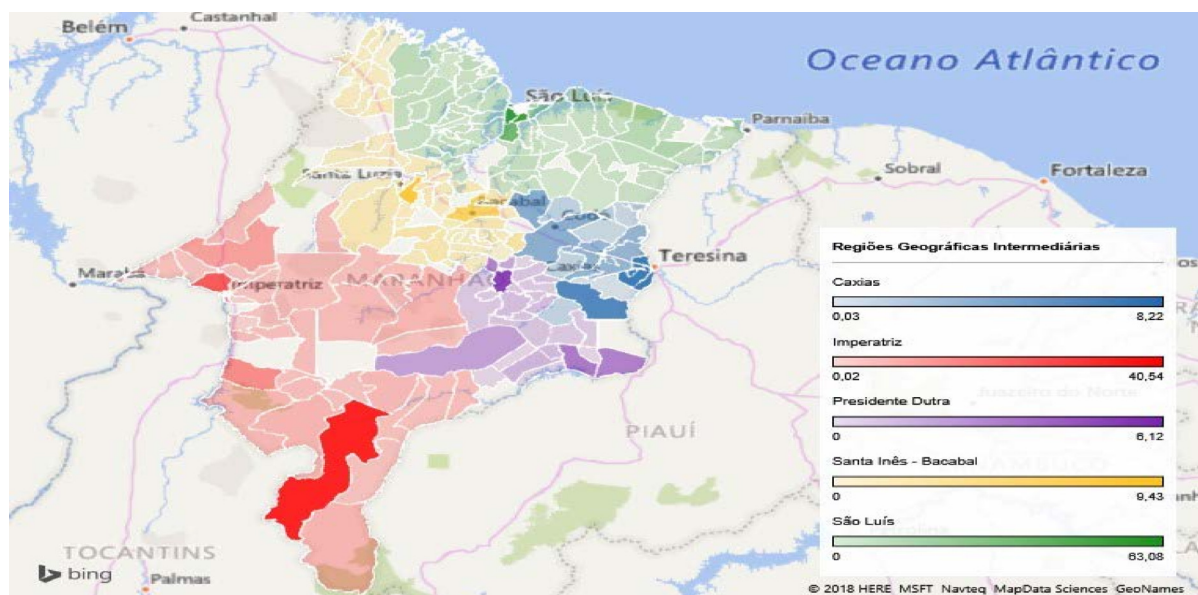 Belém
Castanhal
Oceano Atlântico
São Luís
Parnaíba
Santa Luzia
Sobral
Fortaleza
Bacabal
Codó
Teresina
Marabá
MARANHÃO
Caxias
Imperatriz
PIAUÍ
TOCANTINS
Palmas
bing
Regiões Geográficas Intermediárias
Caxias
0,03 8,22
Imperatriz
0,02 40,54
Juazeiro do Norte
Presidente Dutra
0 6,12
Santa Inês - Bacabal
0 9,43
São Luís
0 63,08
© 2018 HERE MSFT Navteq MapData Sciences GeoNames